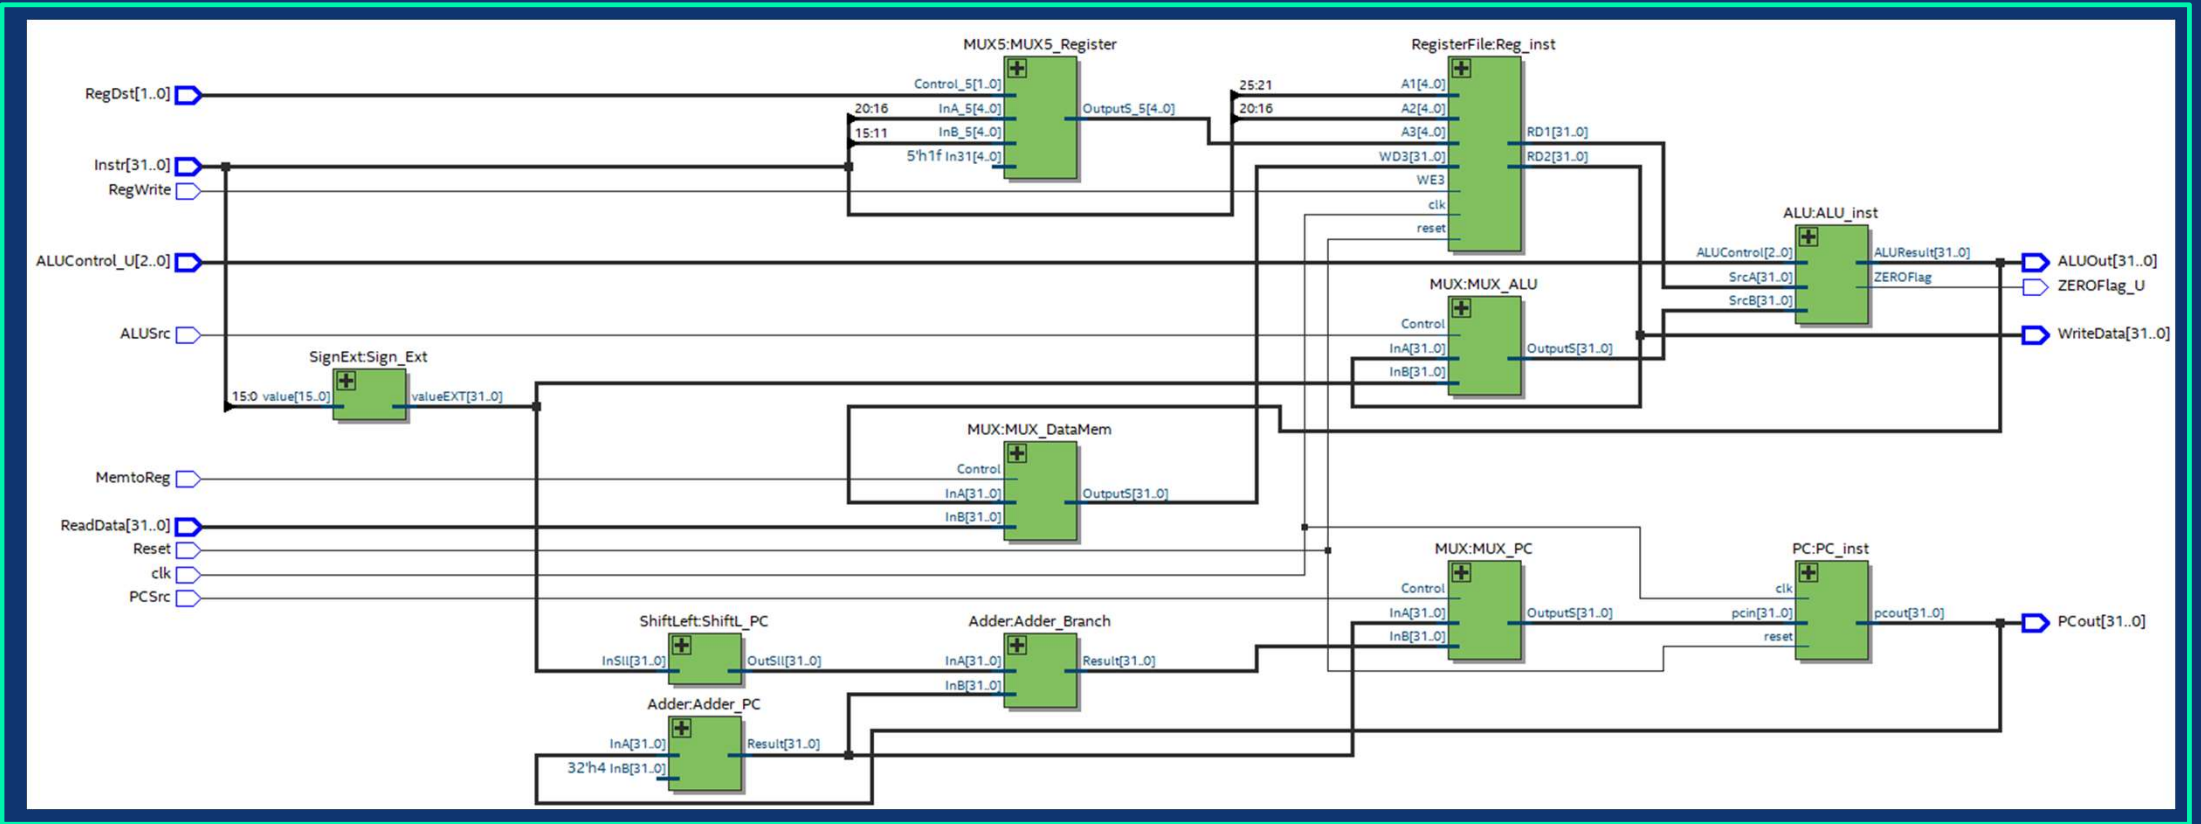 MUX5:MUX5_Register
RegisterFile:Reg_inst
RegDst[1..0]
Control_5[1..0]
20:16 InA_5[4..0]
15:11 InB_5[4..0]
5'h1f In31[4..0]
OutputS_5[4..0]
25:21 A1[4..0]
20:16 A2[4..0]
A3[4..0]
WD3[31..0]
WE3
clk
reset
RD1[31..0]
RD2[31..0]
Instr[31..0]
RegWrite
ALU:ALU_inst
ALUControl_U[2..0]
ALUControl[2..0]
SrcA[31..0]
SrcB[31..0]
ALUResult[31..0]
ZEROFlag
ALUOut[31..0]
ZEROFlag_U
WriteData[31..0]
MUX:MUX_ALU
ALUSrc
Control
InA[31..0]
InB[31..0]
OutputS[31..0]
SignExt:Sign_Ext
15:0 value[15..0]
valueEXT[31..0]
MUX:MUX_DataMem
MemtoReg
Control
InA[31..0]
InB[31..0]
OutputS[31..0]
ReadData[31..0]
Reset
clk
PCSrc
MUX:MUX_PC
Control
InA[31..0]
InB[31..0]
OutputS[31..0]
PC:PC_inst
clk
pcin[31..0]
reset
pcout[31..0]
PCout[31..0]
ShiftLeft:ShiftL_PC
InSll[31..0]
OutSll[31..0]
Adder:Adder_Branch
InA[31..0]
InB[31..0]
Result[31..0]
Adder:Adder_PC
InA[31..0]
32'h4 InB[31..0]
Result[31..0]